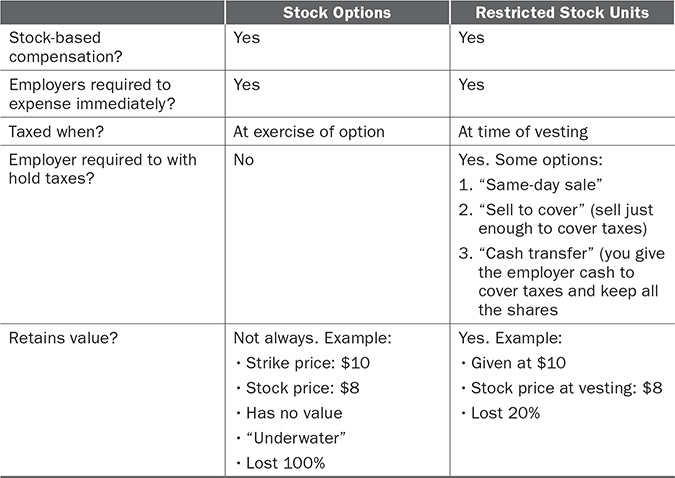 Stock Options Restricted Stock Units
Stock-based compensation? Yes Yes
Employers required to expense immediately? Yes Yes
Taxed when? At exercise of option At time of vesting
Employer required to with hold taxes? No
Yes. Some options:
1. “Same-day sale”
2. “Sell to cover” (sell just
enough to cover taxes)
3. “Cash transfer” (you give
the employer cash to
cover taxes and keep all
the shares
Retains value?
Not always. Example:
· Strike price: $10
· Stock price: $8
· Has no value
· “Underwater”
· Lost 100%
Yes. Example:
· Given at $10
· Stock price at vesting: $8
· Lost 20%